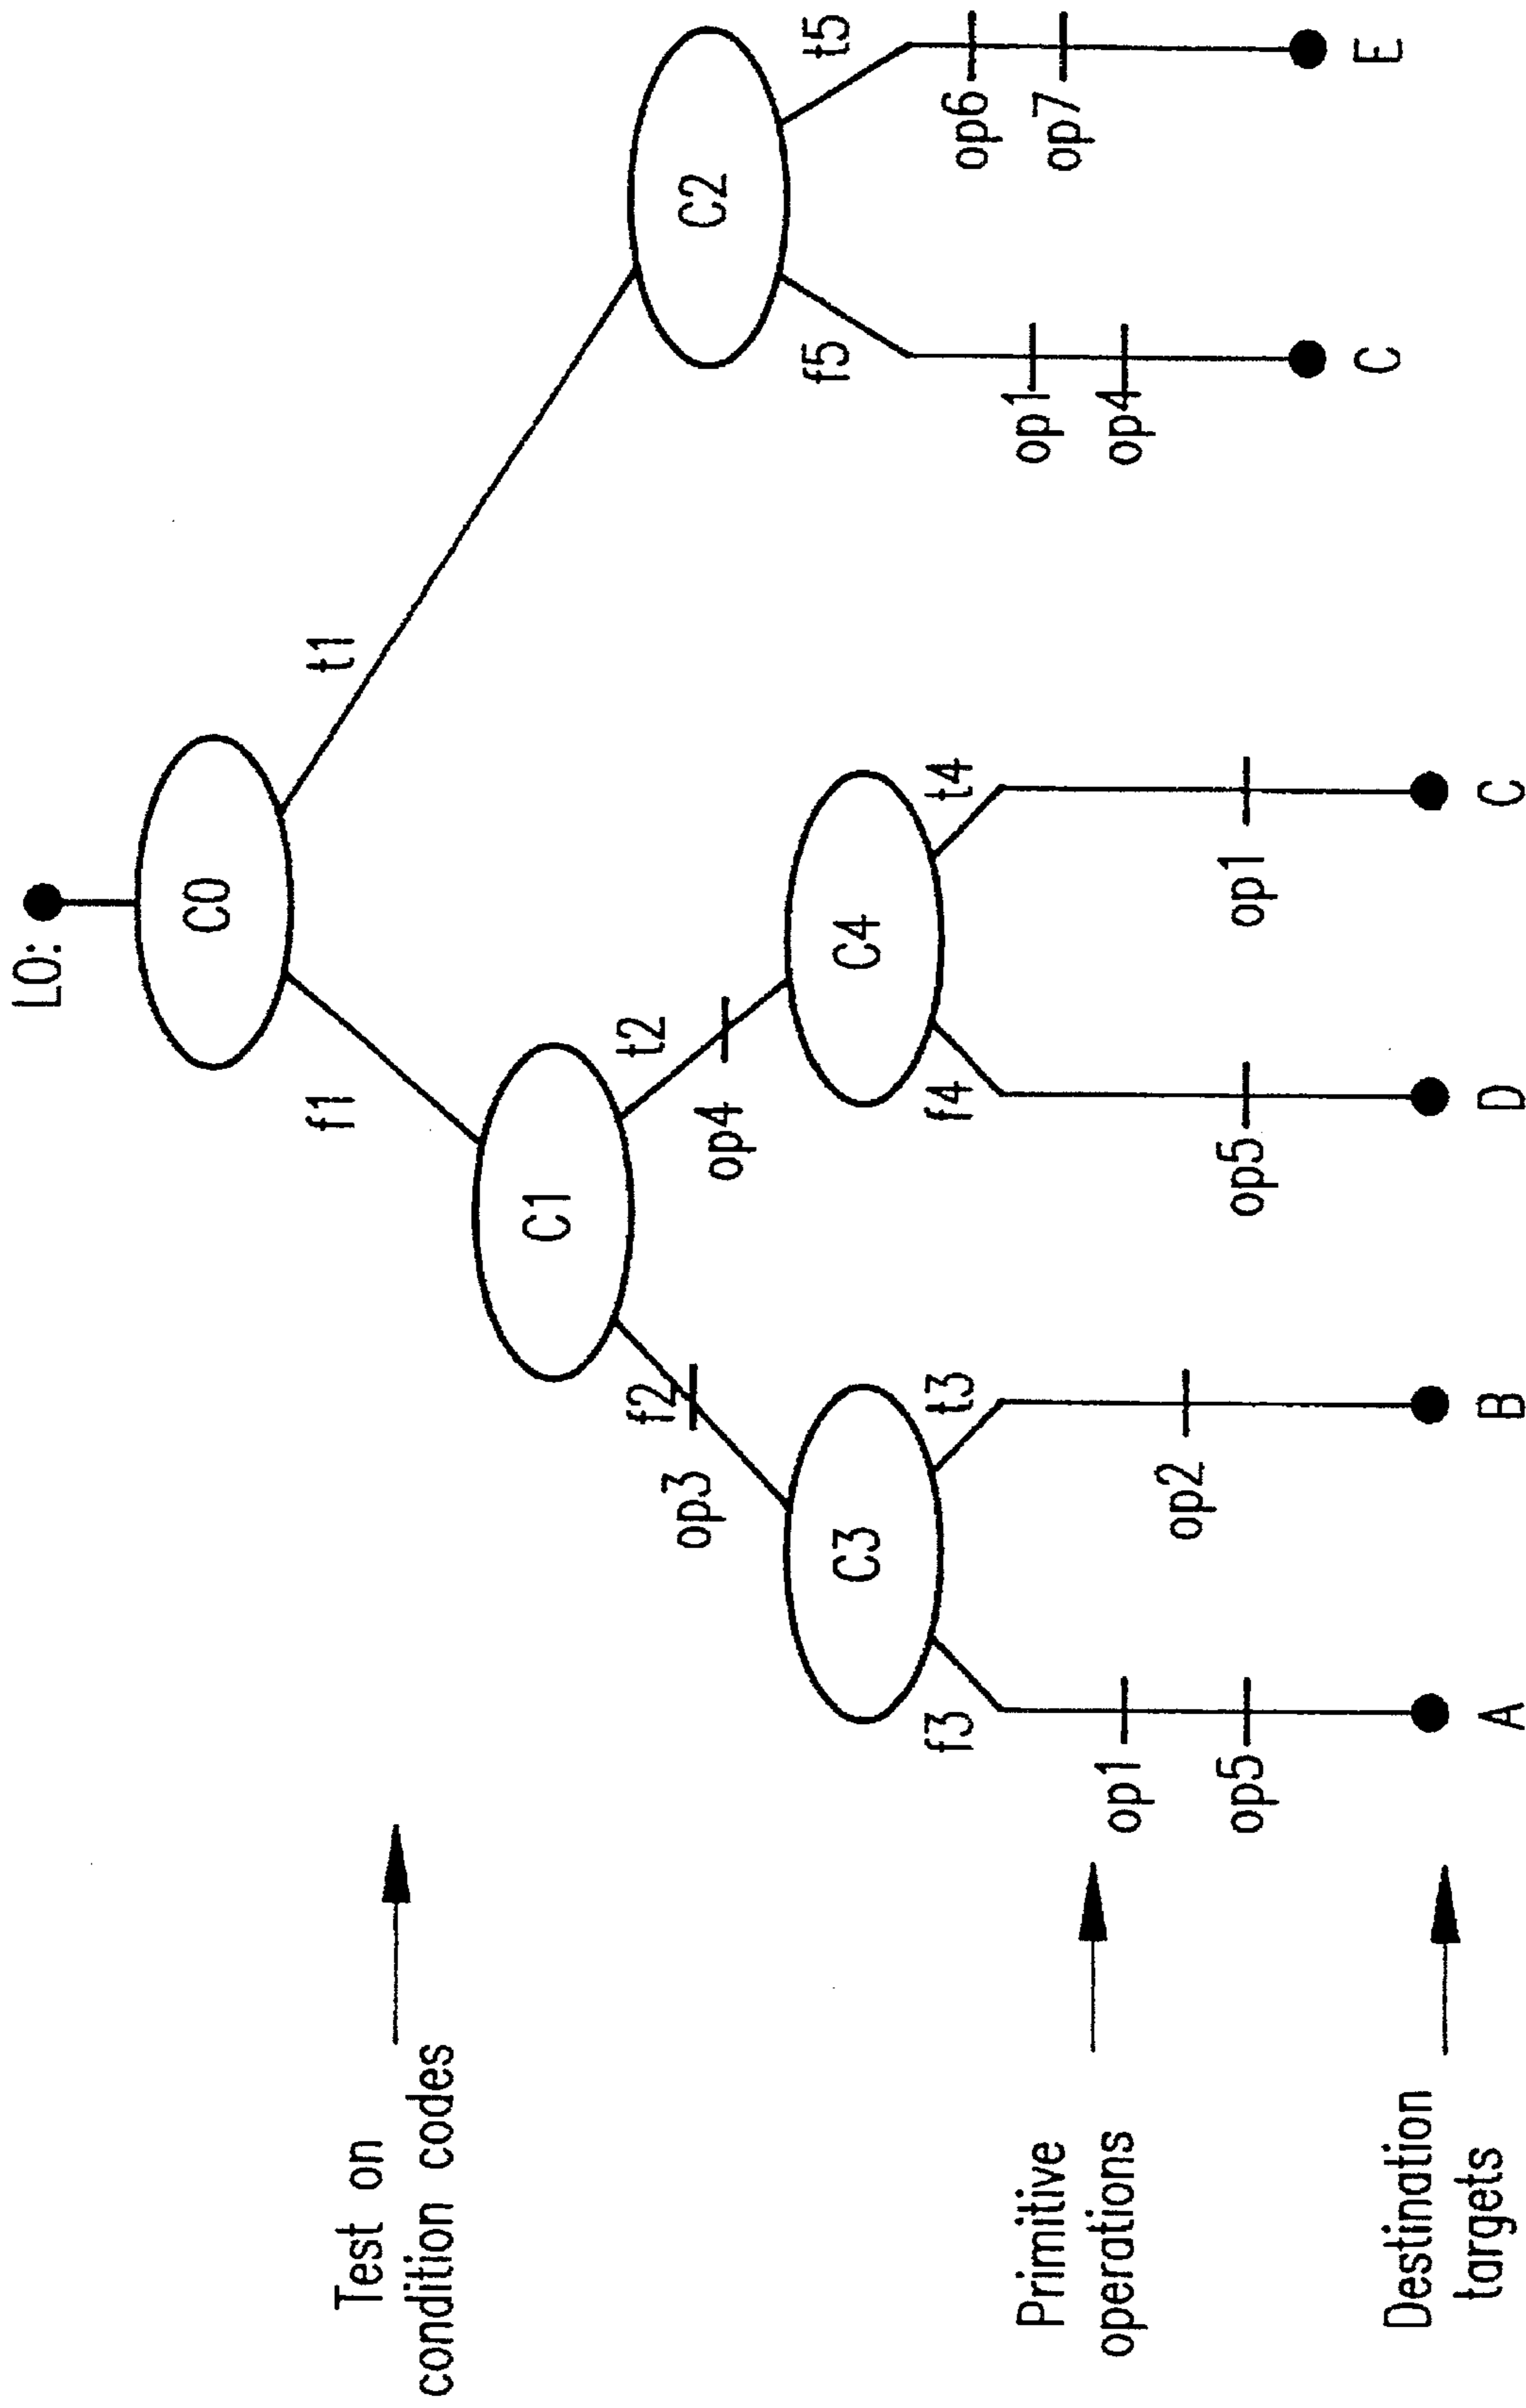 L0:
C0
f1
t1
Test on
condition codes
C1
C2
f2
t2
op3
op4
t5
f5
C3
C4
op6
op7
f3
t3
f4
t4
op1
op4
Primitive
operations
op1
op5
op2
op5
op1
C
E
Destination
targets
A
B
D
C